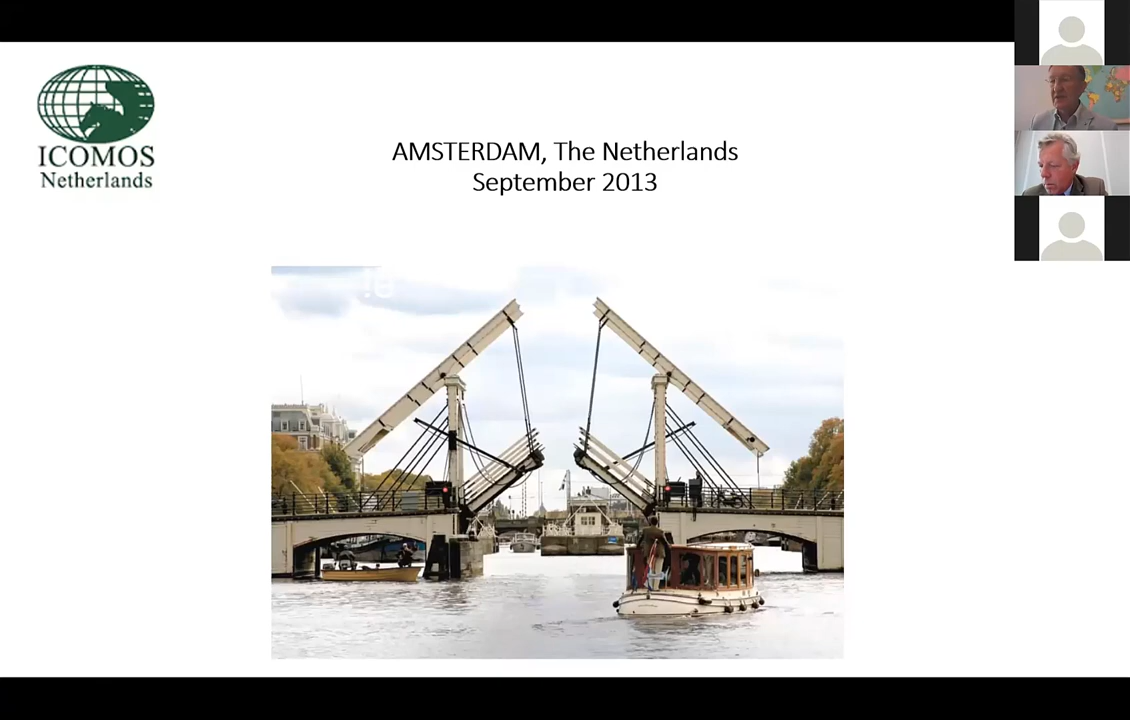 ICOMOS
Netherlands
AMSTERDAM, The Netherlands
September 2013